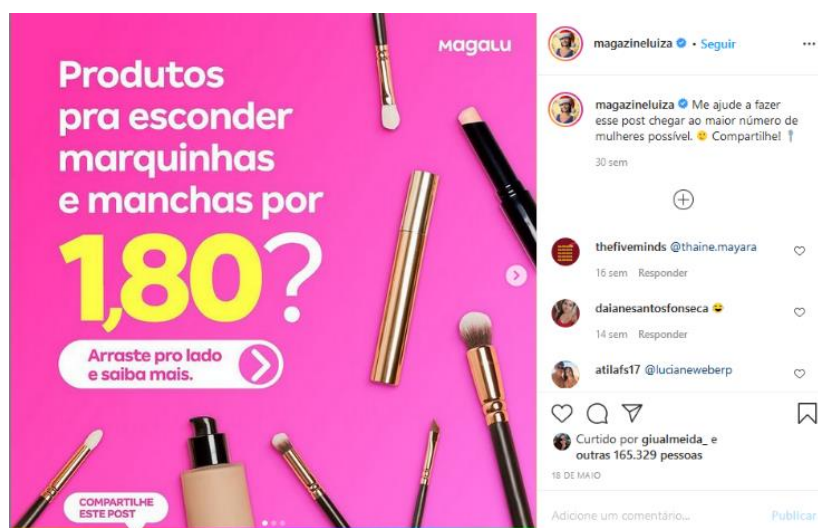 MagaLu
Produtos
pra esconder
marquinhas
e manchas por
1,80?
Arraste pro lado
e saiba mais.
COMPARTILHE
ESTE POST
magazineluiza • Seguir
magazineluiza Me ajude a fazer
esse post chegar ao maior número de
mulheres possível. Compartilhe!
30 sem
thefiveminds @thaine.mayara
16 sem Responder
daianesantosfonseca
14 sem Responder
atilafs17 @lucianeweberp
Curtido por giualmeida_ e
outras 165.329 pessoas
18 DE MAIO
Adicione um comentário...
Publicar